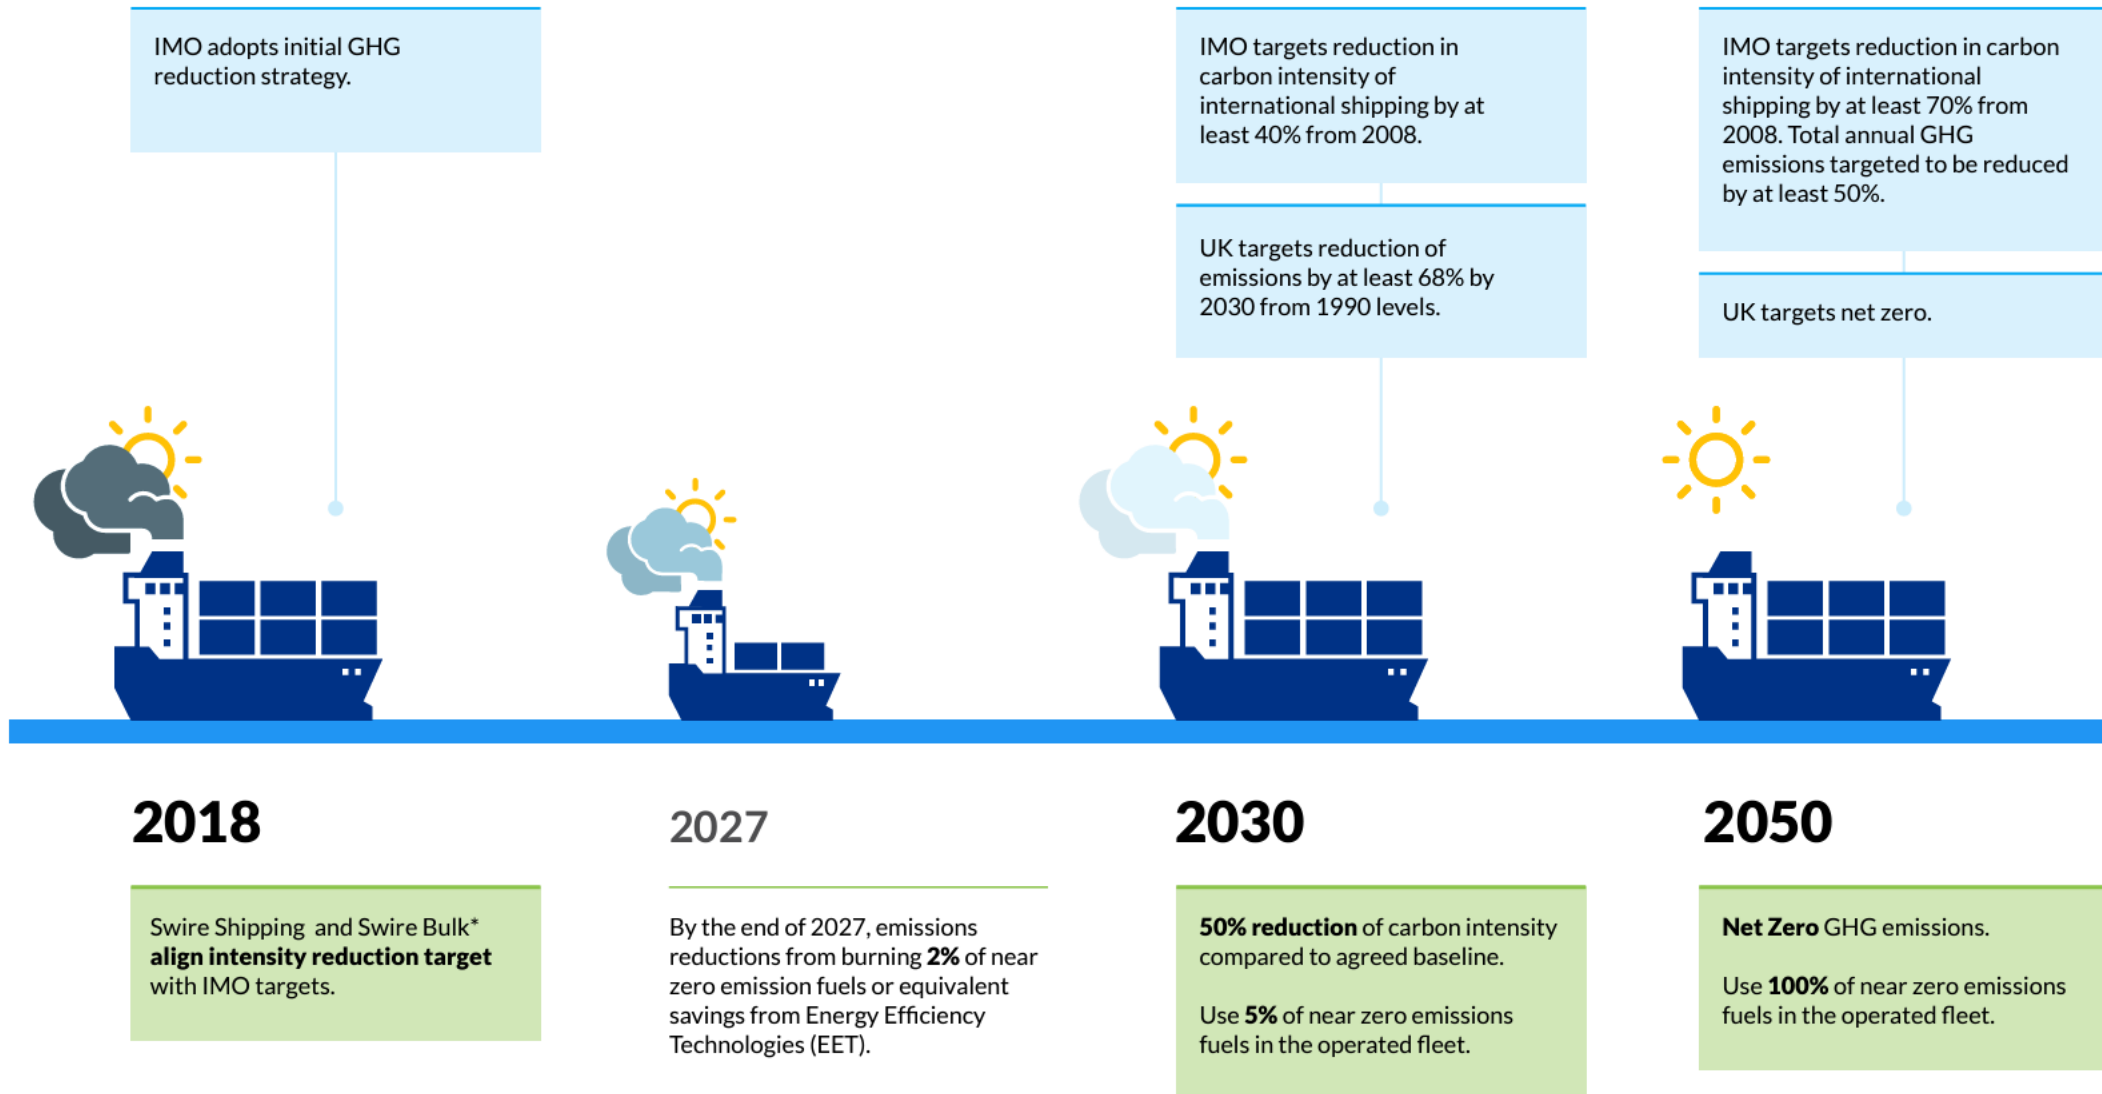 IMO adopts initial GHG
reduction strategy.
IMO targets reduction in
carbon intensity of
international shipping by at
least 40% from 2008.
UK targets reduction of
emissions by at least 68% by
2030 from 1990 levels.
IMO targets reduction in carbon
intensity of international
shipping by at least 70% from
2008. Total annual GHG
emissions targeted to be reduced
by at least 50%.
UK targets net zero.
2018
Swire Shipping and Swire Bulk*
align intensity reduction target
with IMO targets.
2027
By the end of 2027, emissions
reductions from burning 2% of near
zero emission fuels or equivalent
savings from Energy Efficiency
Technologies (EET).
2030
50% reduction of carbon intensity
compared to agreed baseline.
Use 5% of near zero emissions
fuels in the operated fleet.
2050
Net Zero GHG emissions.
Use 100% of near zero emissions
fuels in the operated fleet.